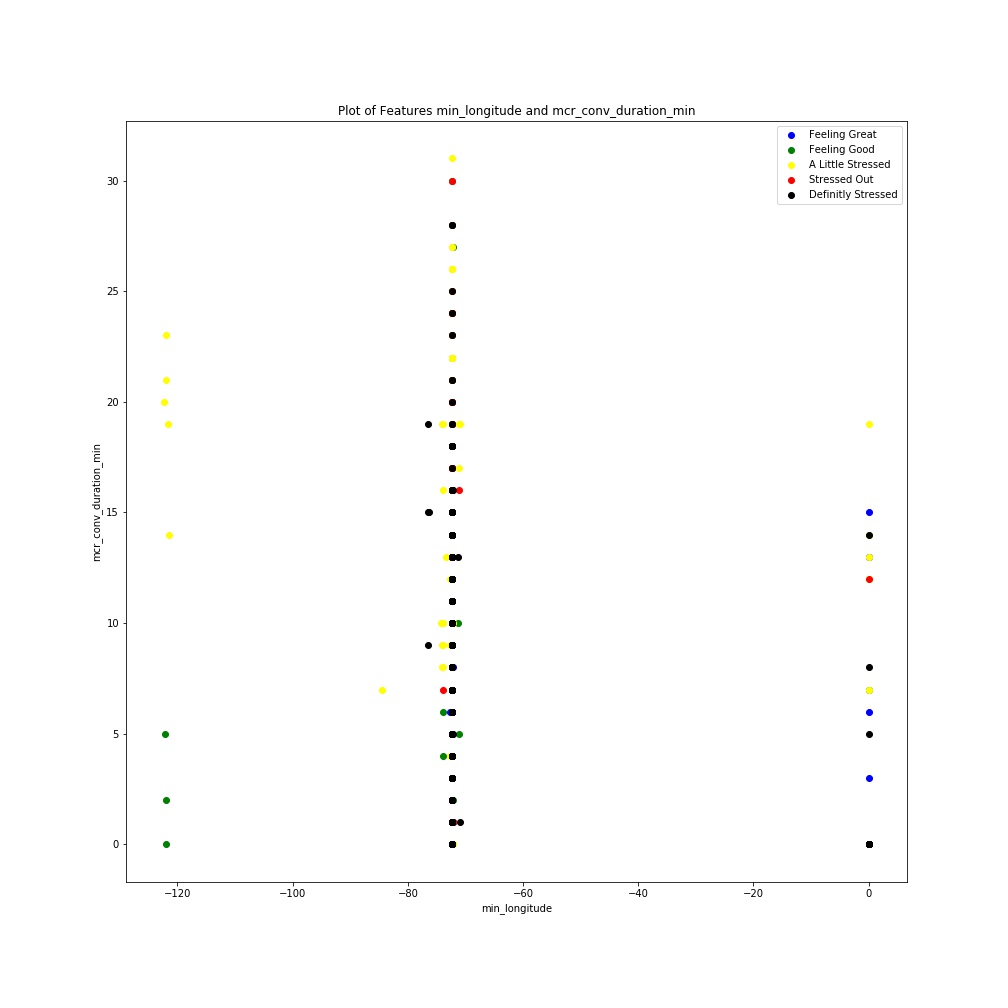 Plot of Features min_longitude and mcr_conv_duration_min
Feeling Great
Feeling Good
A Little Stressed
Stressed Out
Definitly Stressed
mcr_conv_duration_min
30
25
20
15
10
5
0
−120
−100
−80
−60
−40
−20
0
min_longitude